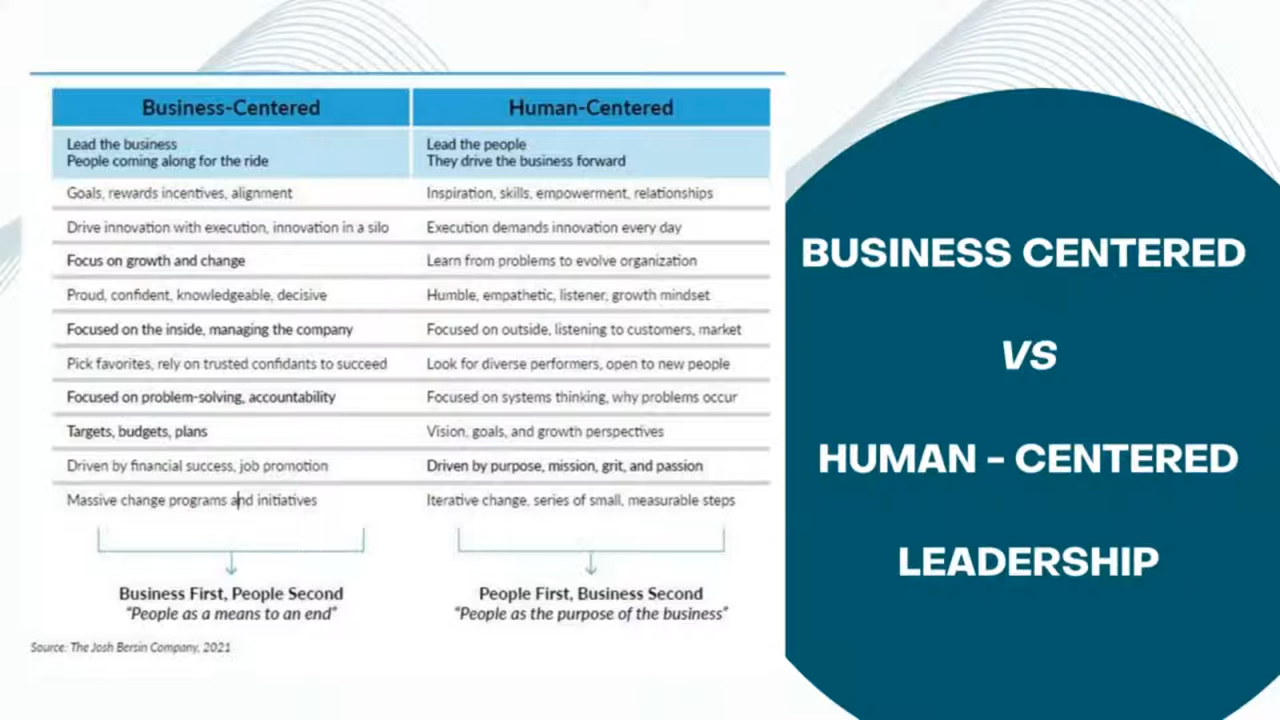 Business-Centered
Human-Centered
Lead the business
People coming along for the ride
Lead the people
They drive the business forward
Goals, rewards incentives, alignment
Inspiration, skills, empowerment, relationships
Drive innovation with execution, innovation in a silo
Execution demands innovation every day
Focus on growth and change
Learn from problems to evolve organization
Proud, confident, knowledgeable, decisive
Humble, empathetic, listener, growth mindset
Focused on the inside, managing the company
Focused on outside, listening to customers, market
Pick favorites, rely on trusted confidants to succeed
Look for diverse performers, open to new people
Focused on problem-solving, accountability
Focused on systems thinking, why problems occur
Targets, budgets, plans
Vision, goals, and growth perspectives
Driven by financial success, job promotion
Driven by purpose, mission, grit, and passion
Massive change programs and initiatives
Iterative change, series of small, measurable steps
Business First, People Second
"People as a means to an end"
People First, Business Second
"People as the purpose of the business"
Source: The Josh Bersin Company, 2021
BUSINESS CENTERED
VS
HUMAN - CENTERED
LEADERSHIP